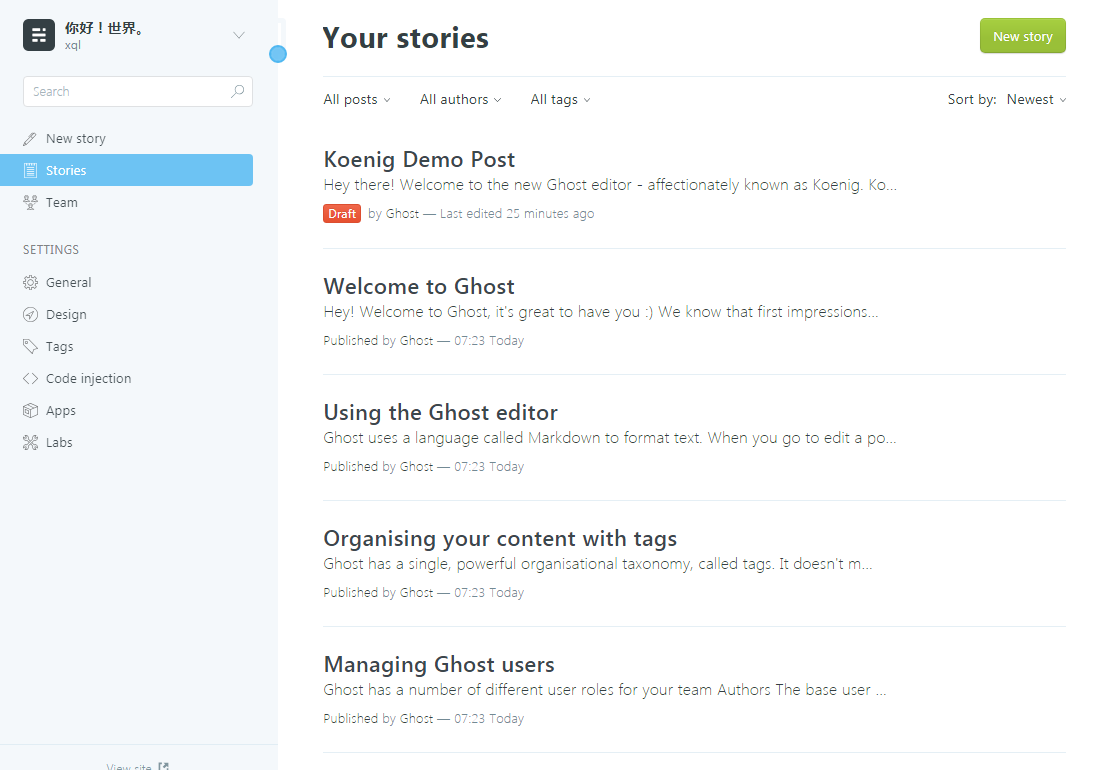 你好！世界。
xql
Search
New story
Stories
Team
SETTINGS
General
Design
Tags
Code injection
Apps
Labs
View site
Your stories
New story
All posts All authors All tags Sort by: Newest
Koenig Demo Post
Hey there! Welcome to the new Ghost editor - affectionately known as Koenig. Ko...
Draft by Ghost — Last edited 25 minutes ago
Welcome to Ghost
Hey! Welcome to Ghost, it's great to have you :) We know that first impressions...
Published by Ghost — 07:23 Today
Using the Ghost editor
Ghost uses a language called Markdown to format text. When you go to edit a po...
Published by Ghost — 07:23 Today
Organising your content with tags
Ghost has a single, powerful organisational taxonomy, called tags. It doesn't m...
Published by Ghost — 07:23 Today
Managing Ghost users
Ghost has a number of different user roles for your team Authors The base user ...
Published by Ghost — 07:23 Today